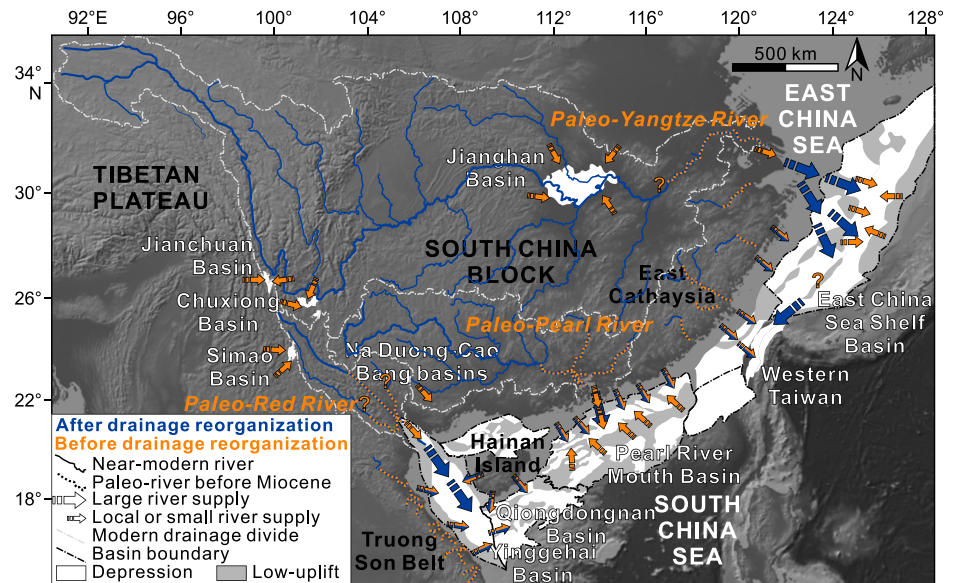 92°E 96° 100° 104° 108° 112° 116° 120° 124° 128°
34°
N
30°
26°
22°
18°
500 km
N
EAST
CHINA
SEA
Paleo-Yangtze River
Jianghan
Basin
?
TIBETAN
PLATEAU
Jianchuan
Basin
SOUTH CHINA
BLOCK
East
Cathaysia
?
Chuxiong
Basin
East China
Sea Shelf
Basin
Paleo-Pearl River
Simao
Basin
Na Duong-Cao
Bang basins
?
Western
Taiwan
Paleo-Red River
?
Hainan
Island
Pearl River
Mouth Basin
Qiongdongnan
Basin
SOUTH
CHINA
SEA
Truong
Son Belt
Yinggehai
Basin
After drainage reorganization
Before drainage reorganization
Near-modern river
Paleo-river before Miocene
Large river supply
Local or small river supply
Modern drainage divide
Basin boundary
Depression Low-uplift